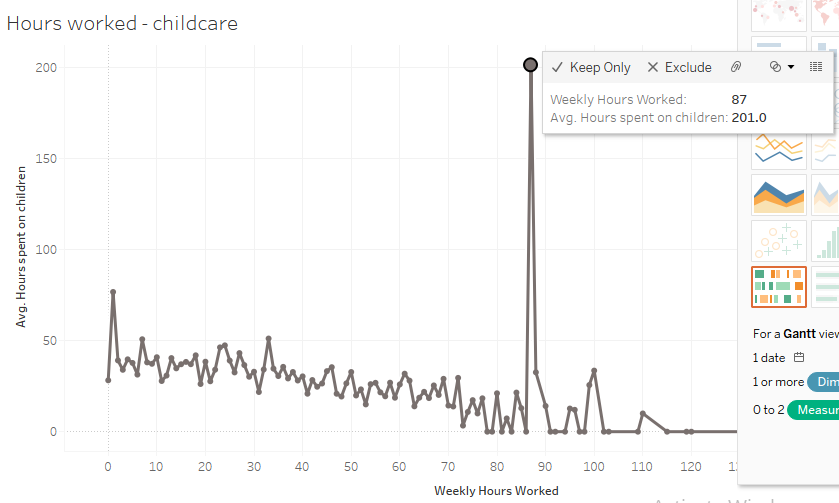 Hours worked - childcare
Keep Only Exclude
Weekly Hours Worked: 87
Avg. Hours spent on children: 201.0
200
150
100
50
0
Avg. Hours spent on children
0 10 20 30 40 50 60 70 80 90 100 110 120
Weekly Hours Worked
For a Gantt view
1 date
1 or more Dim
0 to 2 Measur